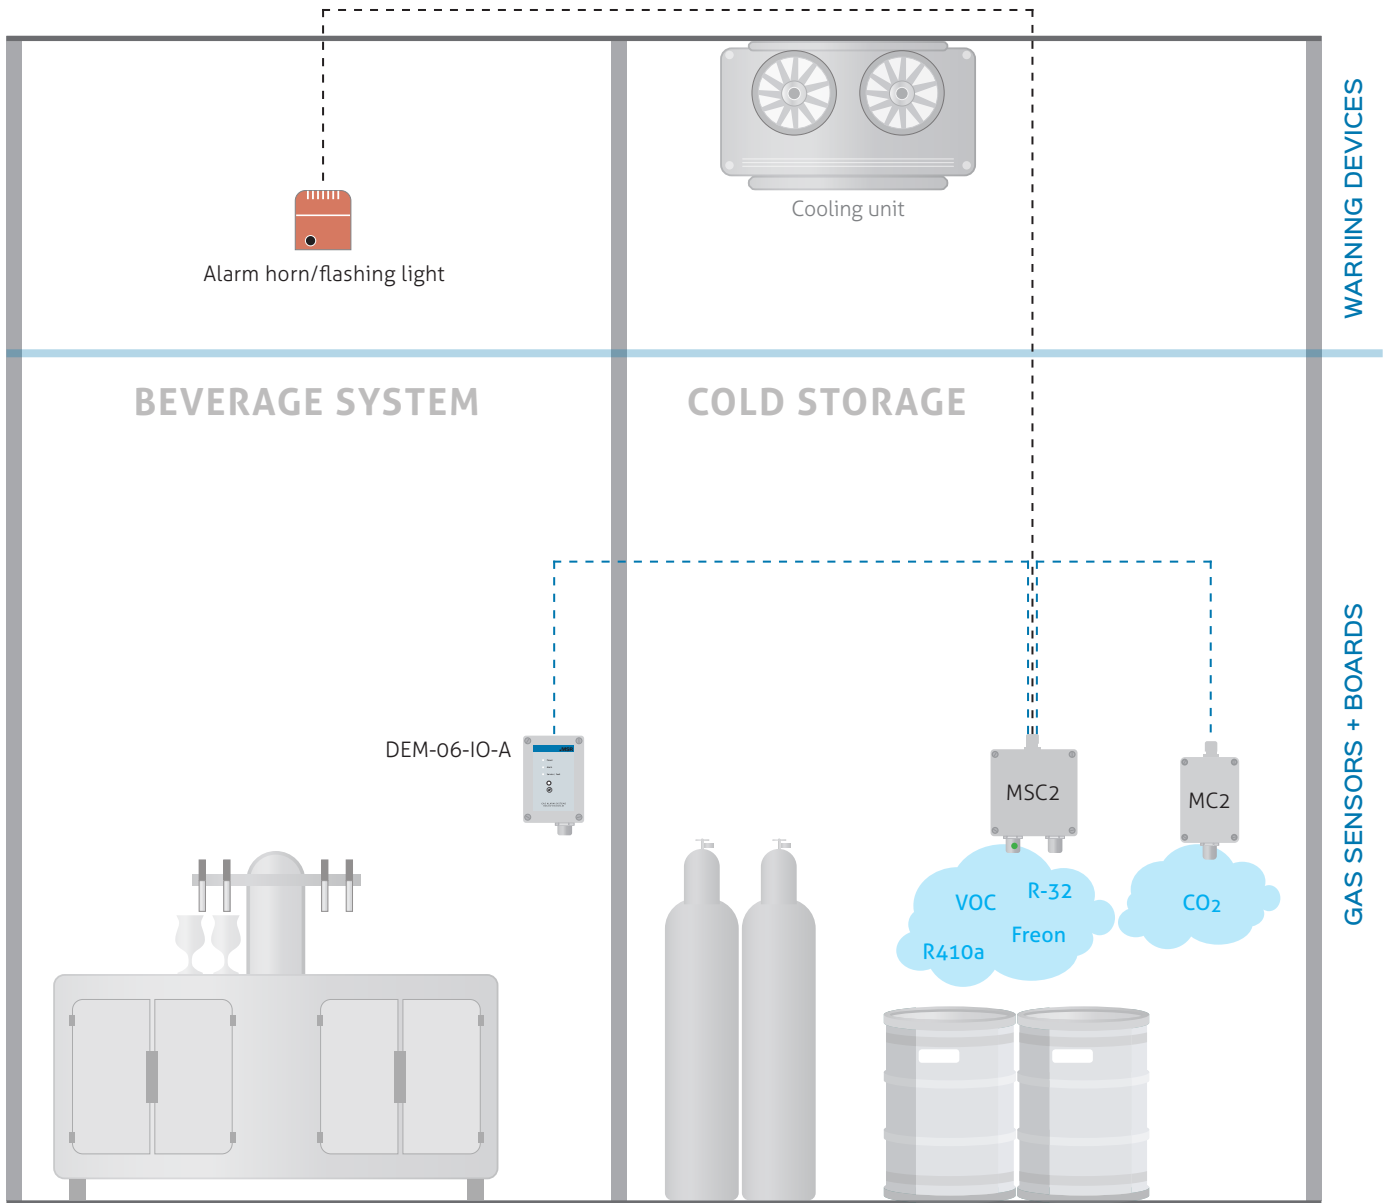 WARNING DEVICES
Cooling unit
Alarm horn/flashing light
BEVERAGE SYSTEM
COLD STORAGE
GAS SENSORS + BOARDS
DEM-06-IO-A
MSC2
MC2
VOC
R-32
Freon
R410a
CO2